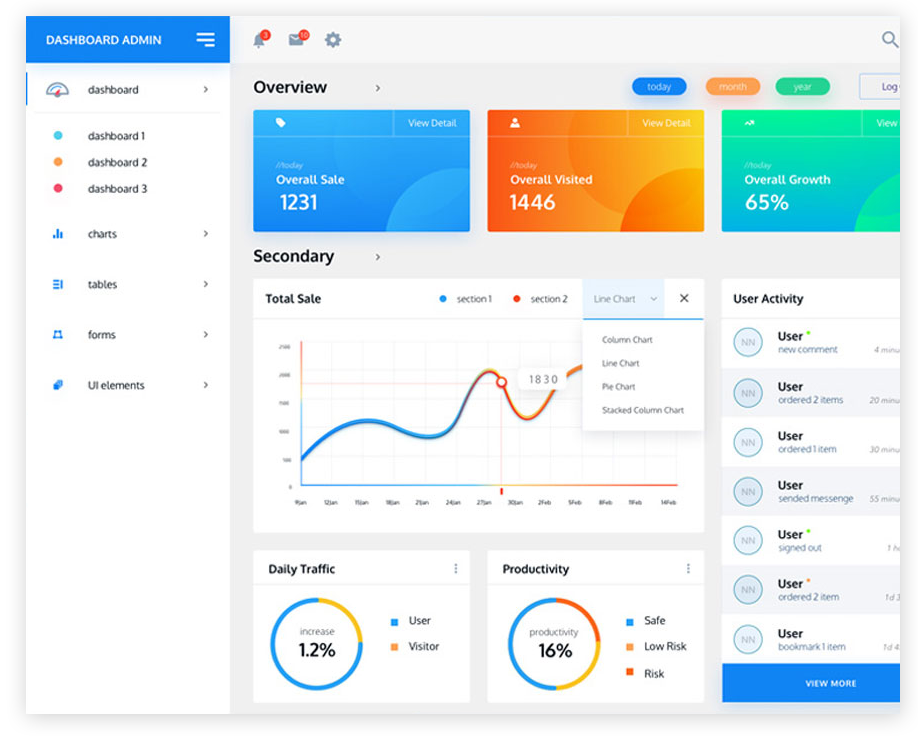 DASHBOARD ADMIN
3
10
dashboard
dashboard 1
dashboard 2
dashboard 3
charts
tables
forms
UI elements
Overview
today
month
year
Log
View Detail
//today
Overall Sale
1231
View Detail
//today
Overall Visited
1446
View
//today
Overall Growth
65%
Secondary
Total Sale
section 1
section 2
Line Chart
Column Chart
Line Chart
Pie Chart
Stacked Column Chart
2500
2000
1500
1000
500
0
1830
9Jan 12Jan 15Jan 18Jan 21Jan 24Jan 27Jan 30Jan 2Feb 5Feb 8Feb 11Feb 14Feb
User Activity
NN
User
new comment
4 minu
NN
User
ordered 2 items
20 minu
NN
User
ordered 1 item
30 minu
NN
User
sended messenge
55 minu
NN
User
signed out
1 h
NN
User
ordered 2 item
1d 3
NN
User
bookmark 1 item
1d 4
VIEW MORE
Daily Traffic
increase
1.2%
User
Visitor
Productivity
productivity
16%
Safe
Low Risk
Risk